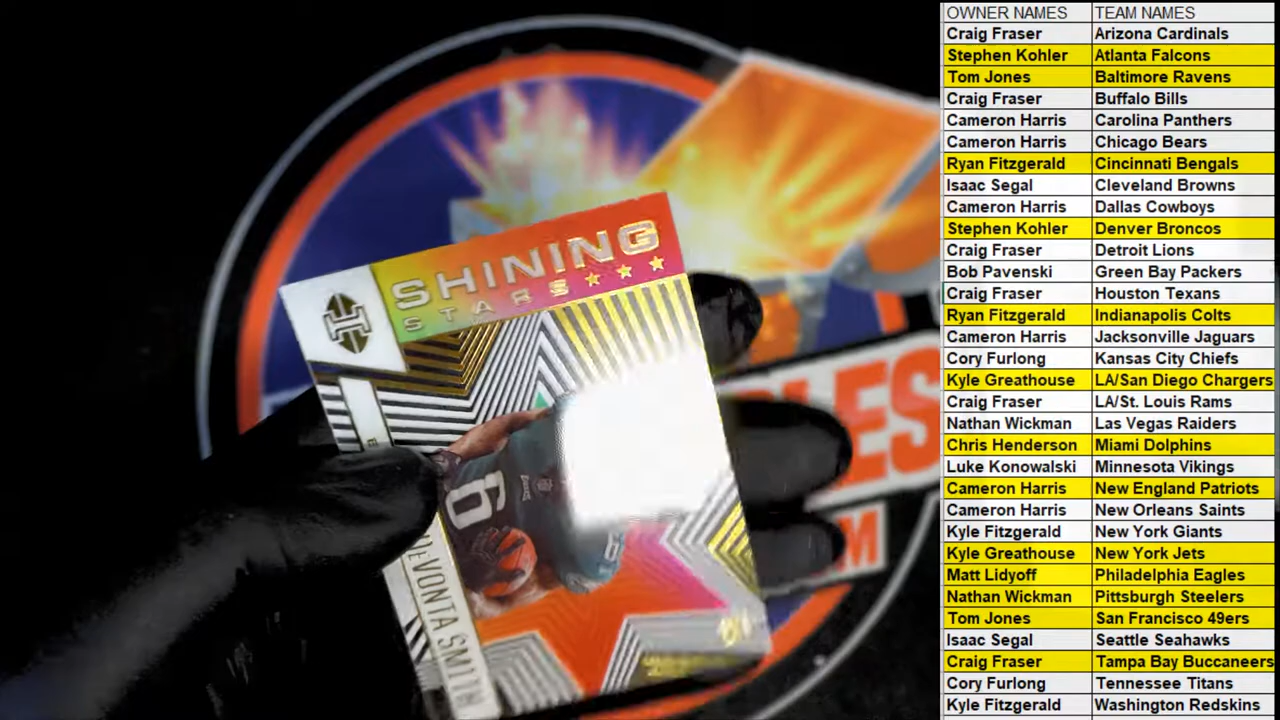 SHINING
STARS
H
6
DEVONTA SMITH
LES
M
OWNER NAMES TEAM NAMES
Craig Fraser Arizona Cardinals
Stephen Kohler Atlanta Falcons
Tom Jones Baltimore Ravens
Craig Fraser Buffalo Bills
Cameron Harris Carolina Panthers
Cameron Harris Chicago Bears
Ryan Fitzgerald Cincinnati Bengals
Isaac Segal Cleveland Browns
Cameron Harris Dallas Cowboys
Stephen Kohler Denver Broncos
Craig Fraser Detroit Lions
Bob Pavenski Green Bay Packers
Craig Fraser Houston Texans
Ryan Fitzgerald Indianapolis Colts
Cameron Harris Jacksonville Jaguars
Cory Furlong Kansas City Chiefs
Kyle Greathouse LA/San Diego Chargers
Craig Fraser LA/St. Louis Rams
Nathan Wickman Las Vegas Raiders
Chris Henderson Miami Dolphins
Luke Konowalski Minnesota Vikings
Cameron Harris New England Patriots
Cameron Harris New Orleans Saints
Kyle Fitzgerald New York Giants
Kyle Greathouse New York Jets
Matt Lidyoff Philadelphia Eagles
Nathan Wickman Pittsburgh Steelers
Tom Jones San Francisco 49ers
Isaac Segal Seattle Seahawks
Craig Fraser Tampa Bay Buccaneers
Cory Furlong Tennessee Titans
Kyle Fitzgerald Washington Redskins